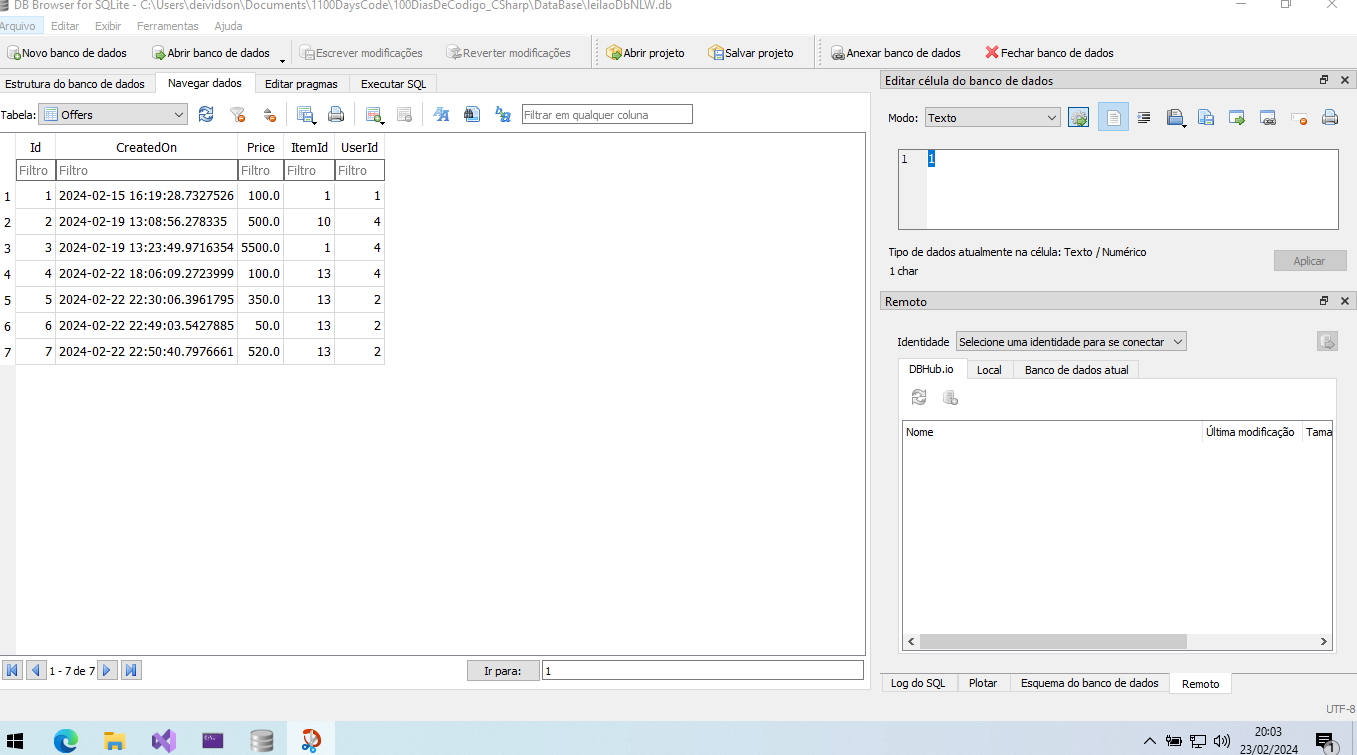 DB Browser for SQLite - C:\Users\deividson\Documents\1100DaysCode\100DiasDeCodigo_CSharp\DataBase\leilaoDbNLW.db
Arquivo Editar Exibir Ferramentas Ajuda
Novo banco de dados Abrir banco de dados Escrever modificações Reverter modificações Abrir projeto Salvar projeto Anexar banco de dados Fechar banco de dados
Estrutura do banco de dados Navegar dados Editar pragmas Executar SQL
Tabela: Offers Filtrar em qualquer coluna
Id CreatedOn Price ItemId UserId
Filtro Filtro Filtro Filtro Filtro
1 1 2024-02-15 16:19:28.7327526 100.0 1 1
2 2 2024-02-19 13:08:56.278335 500.0 10 4
3 3 2024-02-19 13:23:49.9716354 5500.0 1 4
4 4 2024-02-22 18:06:09.2723999 100.0 13 4
5 5 2024-02-22 22:30:06.3961795 350.0 13 2
6 6 2024-02-22 22:49:03.5427885 50.0 13 2
7 7 2024-02-22 22:50:40.7976661 520.0 13 2
1 - 7 de 7 Ir para: 1
Editar célula do banco de dados
Modo: Texto
1 1
Tipo de dados atualmente na célula: Texto / Numérico
1 char
Aplicar
Remoto
Identidade Selecione uma identidade para se conectar
DBHub.io Local Banco de dados atual
Nome Última modificação Tama
Log do SQL Plotar Esquema do banco de dados Remoto
UTF-8
20:03
23/02/2024
1